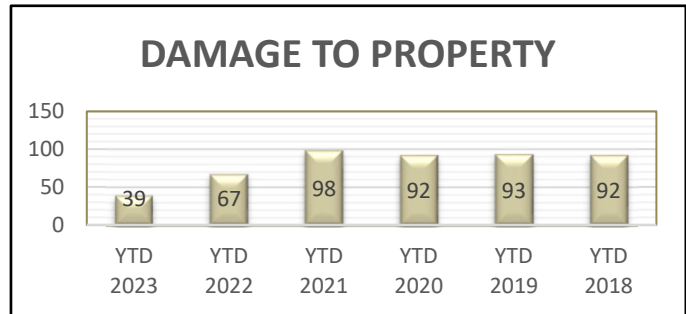 DAMAGE TO PROPERTY
150
100
50
0
39 67 98 92 93 92
YTD YTD YTD YTD YTD YTD
2023 2022 2021 2020 2019 2018